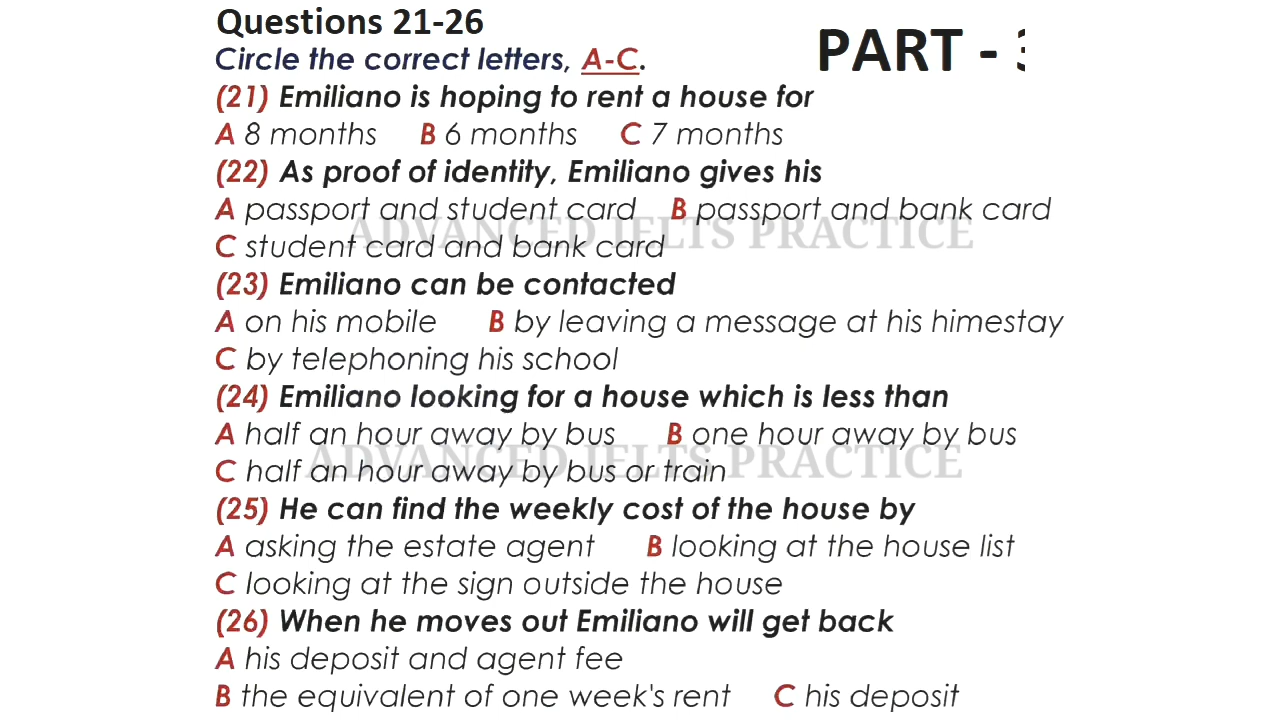 Questions 21-26
PART -
Circle the correct letters, A-C.
(21) Emiliano is hoping to rent a house for
A 8 months B 6 months C 7 months
(22) As proof of identity, Emiliano gives his
A passport and student card B passport and bank card
ADVANCED IELTS PRACTICE
C student card and bank card
(23) Emiliano can be contacted
A on his mobile B by leaving a message at his himestay
C by telephoning his school
(24) Emiliano looking for a house which is less than
A half an hour away by bus B one hour away by bus
ADVANCED IELTS PRACTICE
C half an hour away by bus or train
(25) He can find the weekly cost of the house by
A asking the estate agent B looking at the house list
C looking at the sign outside the house
(26) When he moves out Emiliano will get back
A his deposit and agent fee
B the equivalent of one week's rent C his deposit